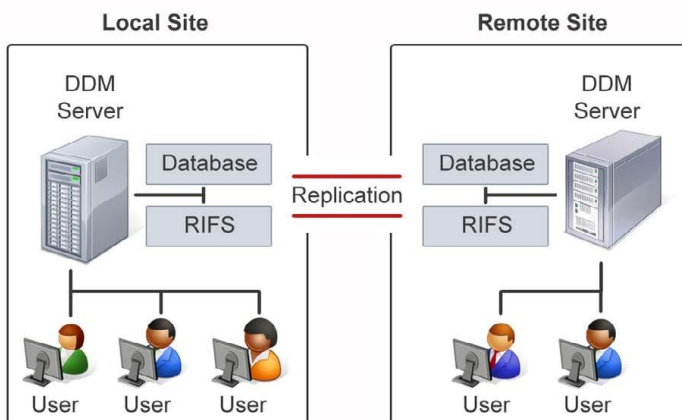 Local Site
Remote Site
DDM
Server
Database
RIFS
Replication
DDM
Server
Database
RIFS
User
User
User
User
User